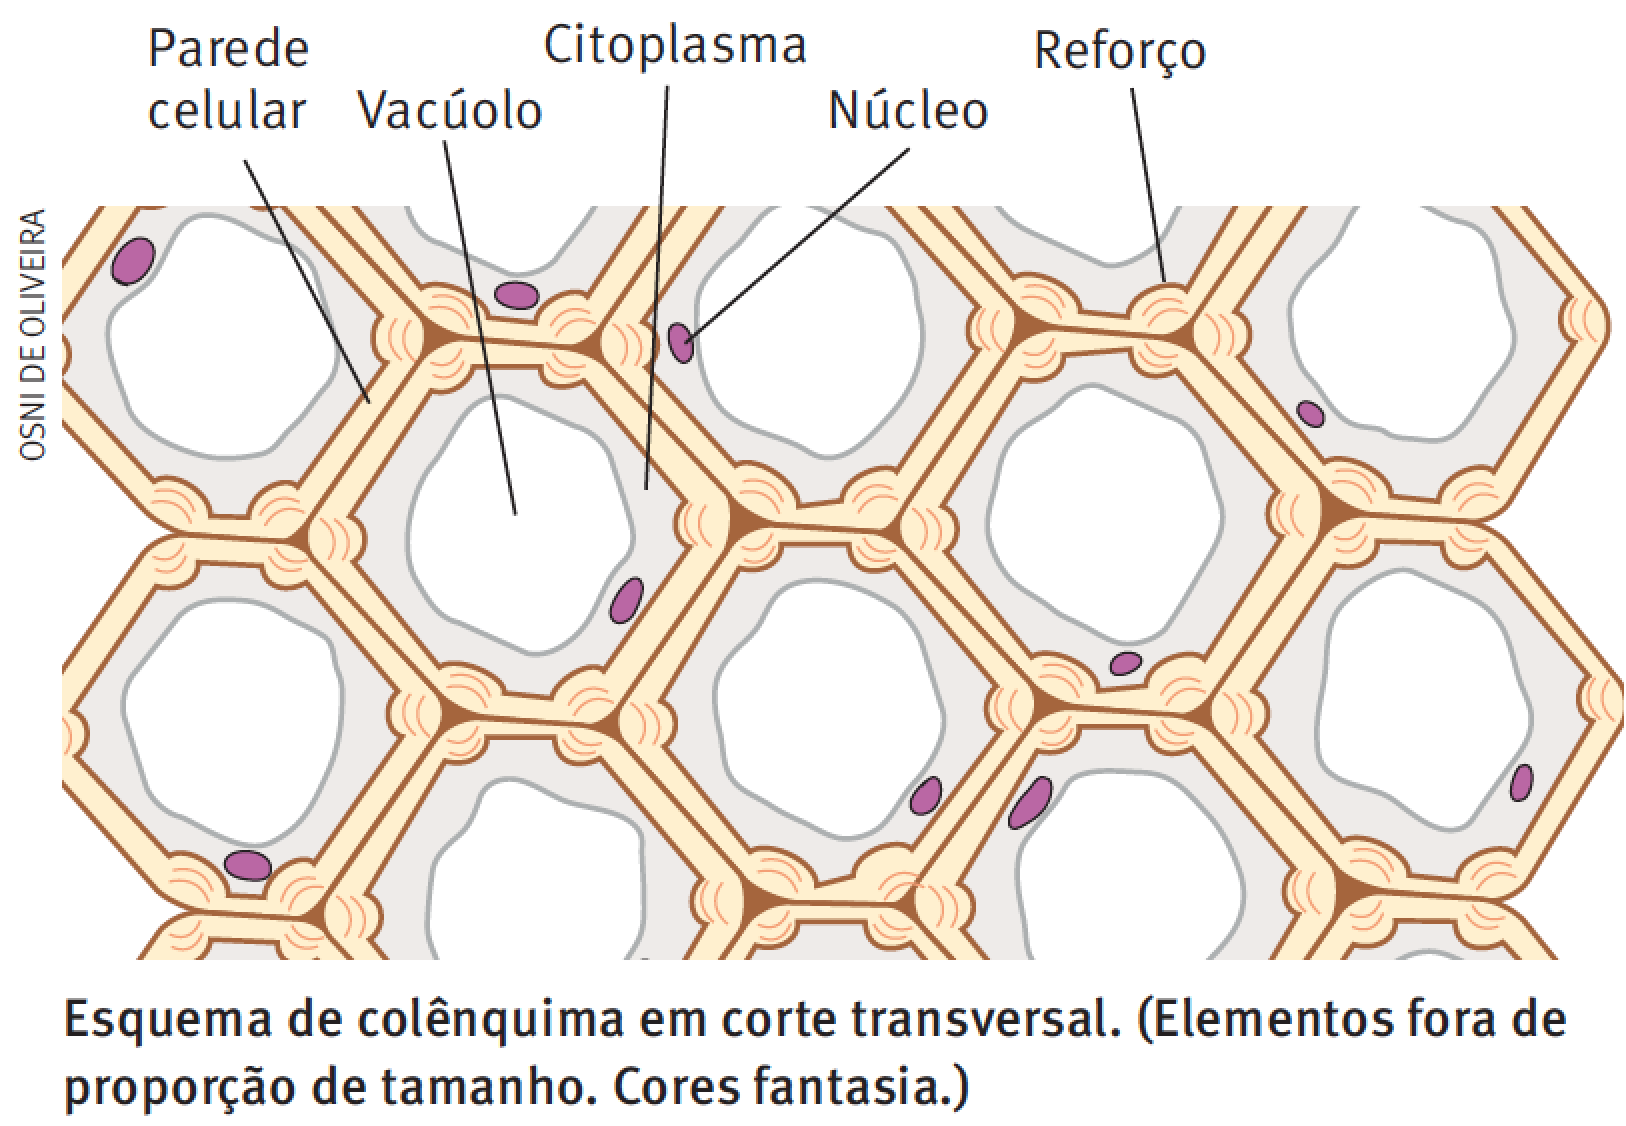 Parede
celular
Vacúolo
Citoplasma
Núcleo
Reforço
OSNI DE OLIVEIRA
Esquema de colênquima em corte transversal. (Elementos fora de
proporção de tamanho. Cores fantasia.)